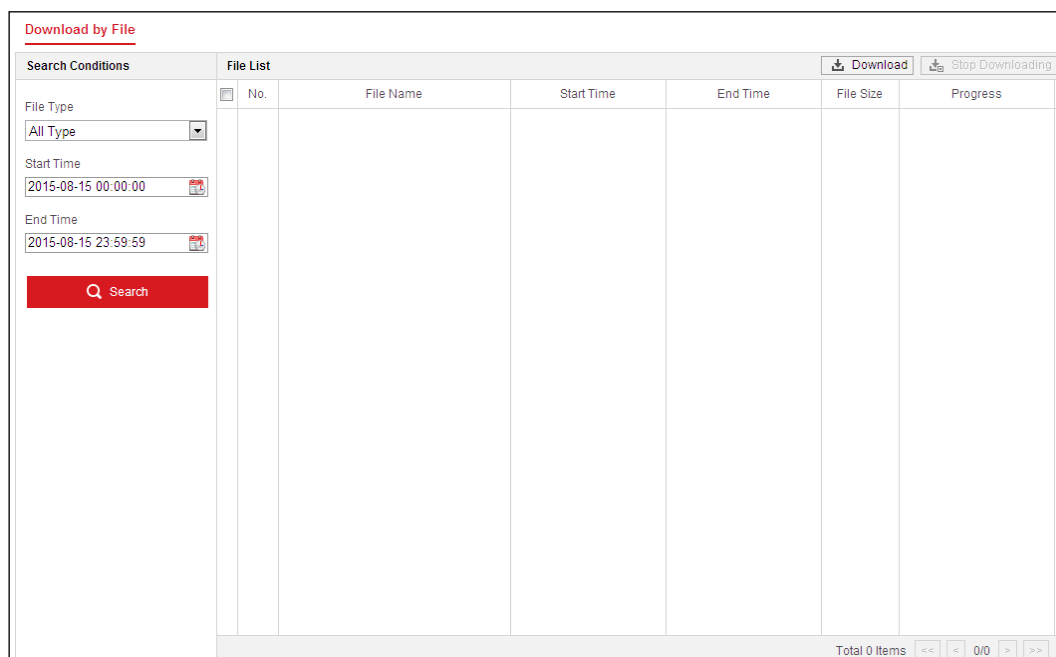 Download by File
Search Conditions
File List
Download
Stop Downloading
No.
File Name
Start Time
End Time
File Size
Progress
File Type
All Type
Start Time
2015-08-15 00:00:00
End Time
2015-08-15 23:59:59
Search
Total 0 Items << < 0/0 > >>